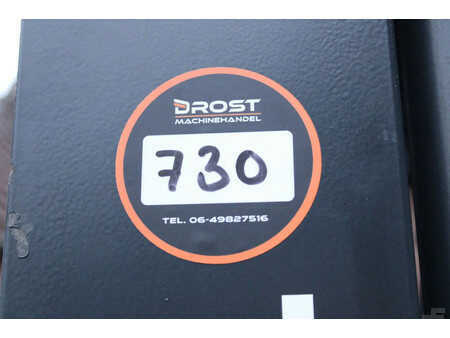 DROST
MACHINEHANDEL
730
TEL. 06-49827516